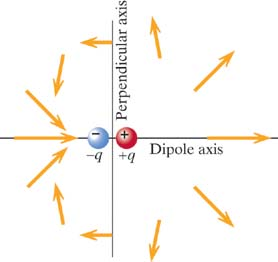 Perpendicular axis
− +
–q +q Dipole axis